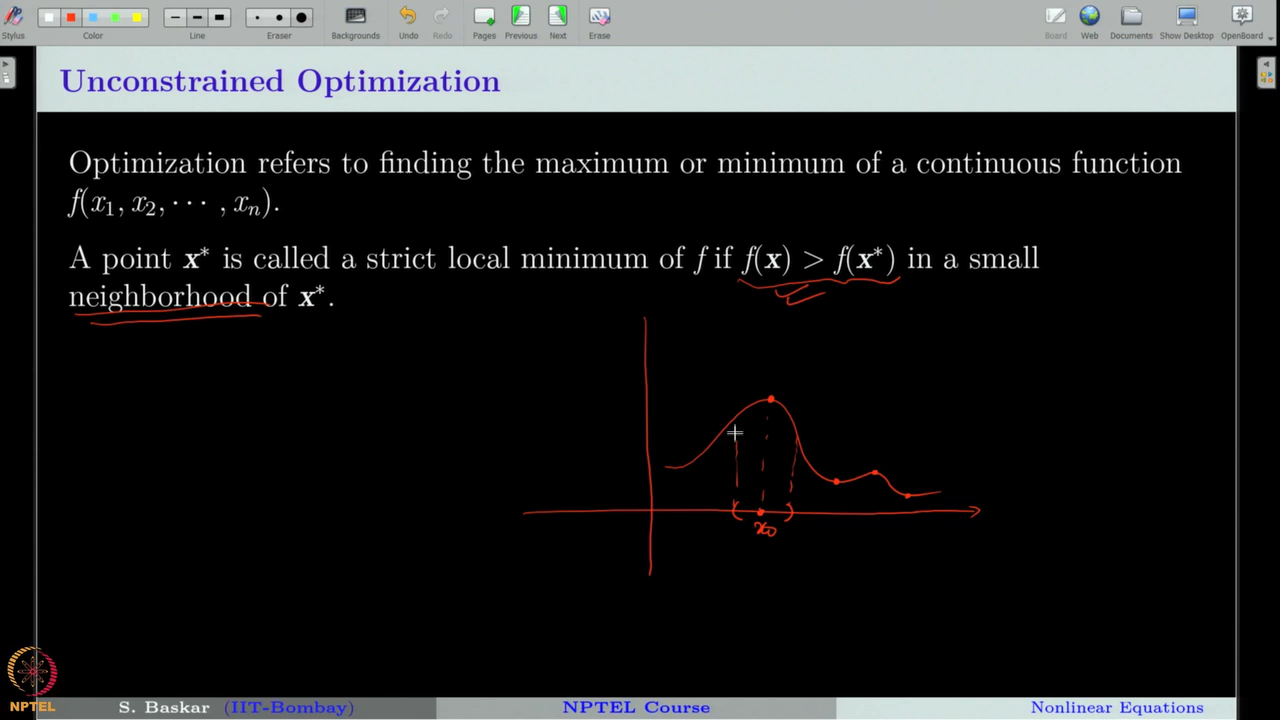 Stylus
Color
Line
Eraser
Backgrounds
Undo
Redo
Pages
Previous
Next
Erase
Board
Web
Documents
Show Desktop
OpenBoard
Unconstrained Optimization
Optimization refers to finding the maximum or minimum of a continuous function
f(x₁, x₂, ⋯ , xₙ).
A point x* is called a strict local minimum of f if f(x) > f(x*) in a small
neighborhood of x*.
x₀
NPTEL
S. Baskar (IIT-Bombay)
NPTEL Course
Nonlinear Equations